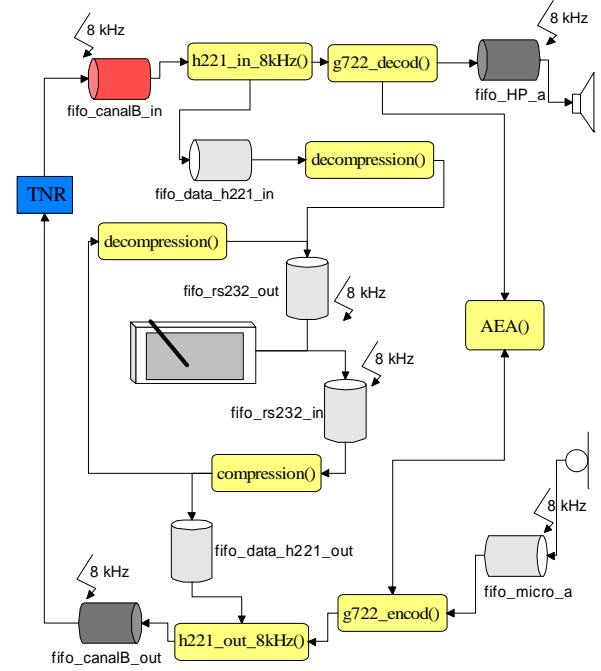 8 kHz
8 kHz
h221_in_8kHz()
g722_decod()
fifo_canalB_in
fifo_HP_a
decompression()
fifo_data_h221_in
TNR
decompression()
fifo_rs232_out
8 kHz
AEA()
8 kHz
fifo_rs232_in
compression()
8 kHz
fifo_data_h221_out
8 kHz
fifo_micro_a
g722_encod()
h221_out_8kHz()
fifo_canalB_out